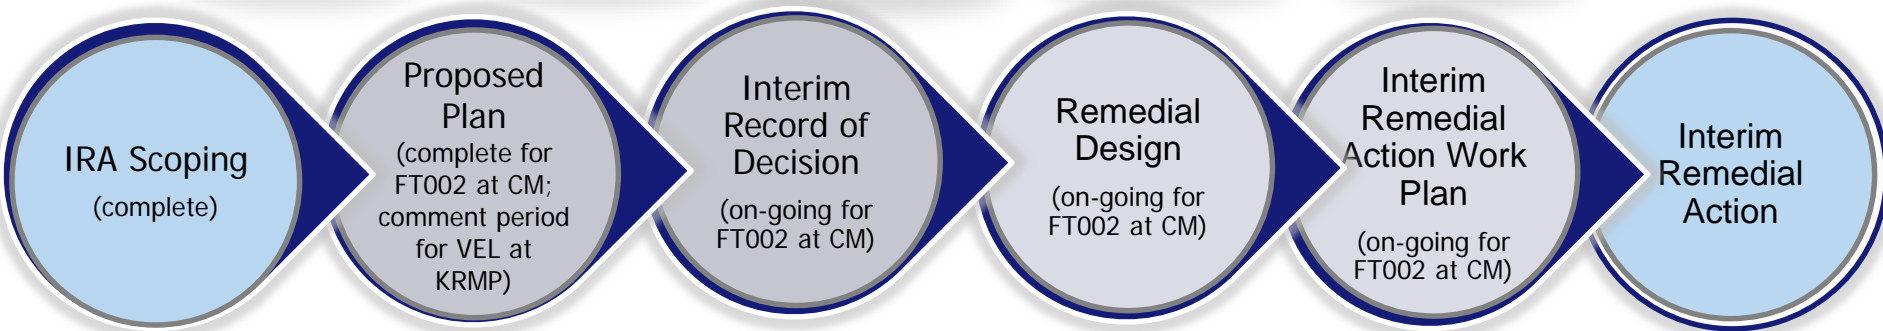 IRA Scoping
(complete)
Proposed
Plan
(complete for
FT002 at CM;
comment period
for VEL at
KRMP)
Interim
Record of
Decision
(on-going for
FT002 at CM)
Remedial
Design
(on-going for
FT002 at CM)
Interim
Remedial
Action Work
Plan
(on-going for
FT002 at CM)
Interim
Remedial
Action